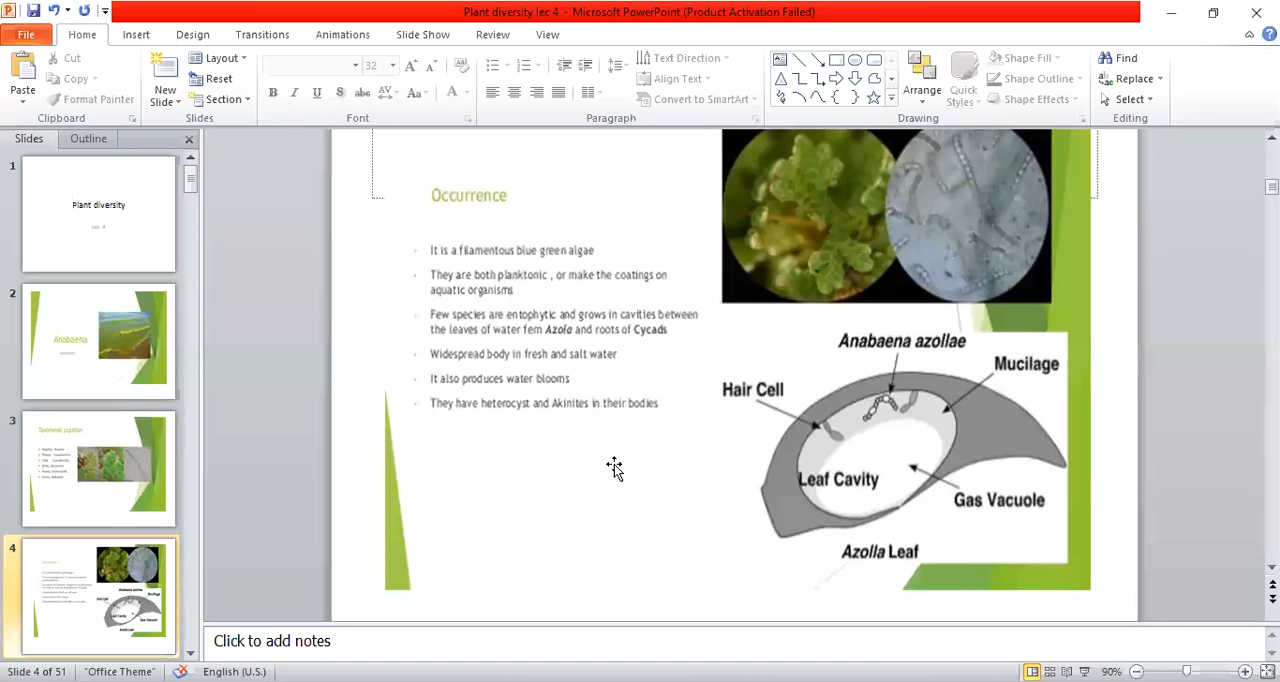 Plant diversity lec 4 - Microsoft PowerPoint (Product Activation Failed)
File Home Insert Design Transitions Animations Slide Show Review View
Paste
Cut
Copy
Format Painter
Clipboard
New
Slide
Layout
Reset
Section
Slides
32
Font
Text Direction
Align Text
Convert to SmartArt
Paragraph
Arrange
Quick
Styles
Shape Fill
Shape Outline
Shape Effects
Drawing
Find
Replace
Select
Editing
Slides Outline
1
Plant diversity
Lec. 4
2
Anabaena
3
Taxonomic position
4
Occurrence
It is a filamentous blue green algae
They are both planktonic , or make the coatings on
aquatic organisms
Few species are entophytic and grows in cavities between
the leaves of water fern Azola and roots of Cycads
Widespread body in fresh and salt water
It also produces water blooms
They have heterocyst and Akinites in their bodies
Anabaena azollae
Mucilage
Hair Cell
Leaf Cavity
Gas Vacuole
Azolla Leaf
Click to add notes
Slide 4 of 51 "Office Theme" English (U.S.) 90%